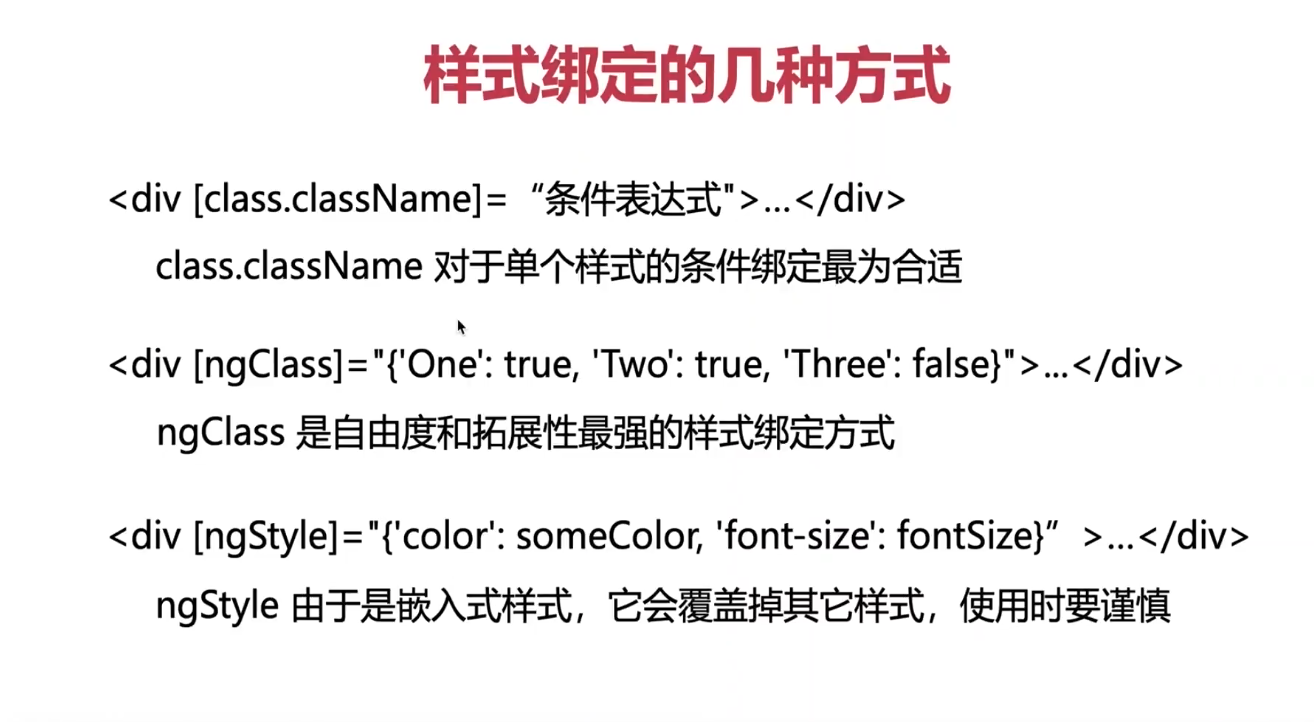 样式绑定的几种方式
<div [class.className]= “条件表达式">...</div>
class.className 对于单个样式的条件绑定最为合适
<div [ngClass]="{'One': true, 'Two': true, 'Three': false}">...</div>
ngClass 是自由度和拓展性最强的样式绑定方式
<div [ngStyle]="{'color': someColor, 'font-size': fontSize}” >...</div>
ngStyle 由于是嵌入式样式，它会覆盖掉其它样式，使用时要谨慎